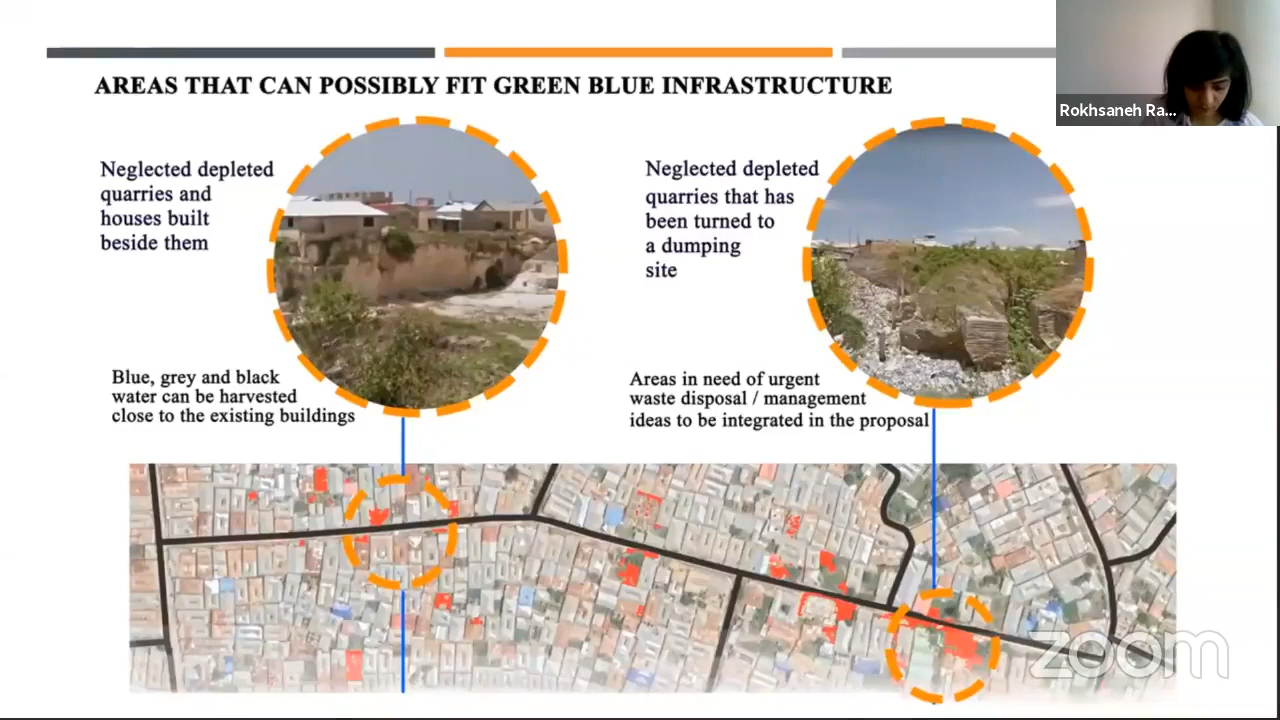 AREAS THAT CAN POSSIBLY FIT GREEN BLUE INFRASTRUCTURE
Rokhsaneh Ra...
Neglected depleted
quarries and
houses built
beside them
Neglected depleted
quarries that has
been turned to
a dumping
site
Blue, grey and black
water can be harvested
close to the existing buildings
Areas in need of urgent
waste disposal / management
ideas to be integrated in the proposal
zoom